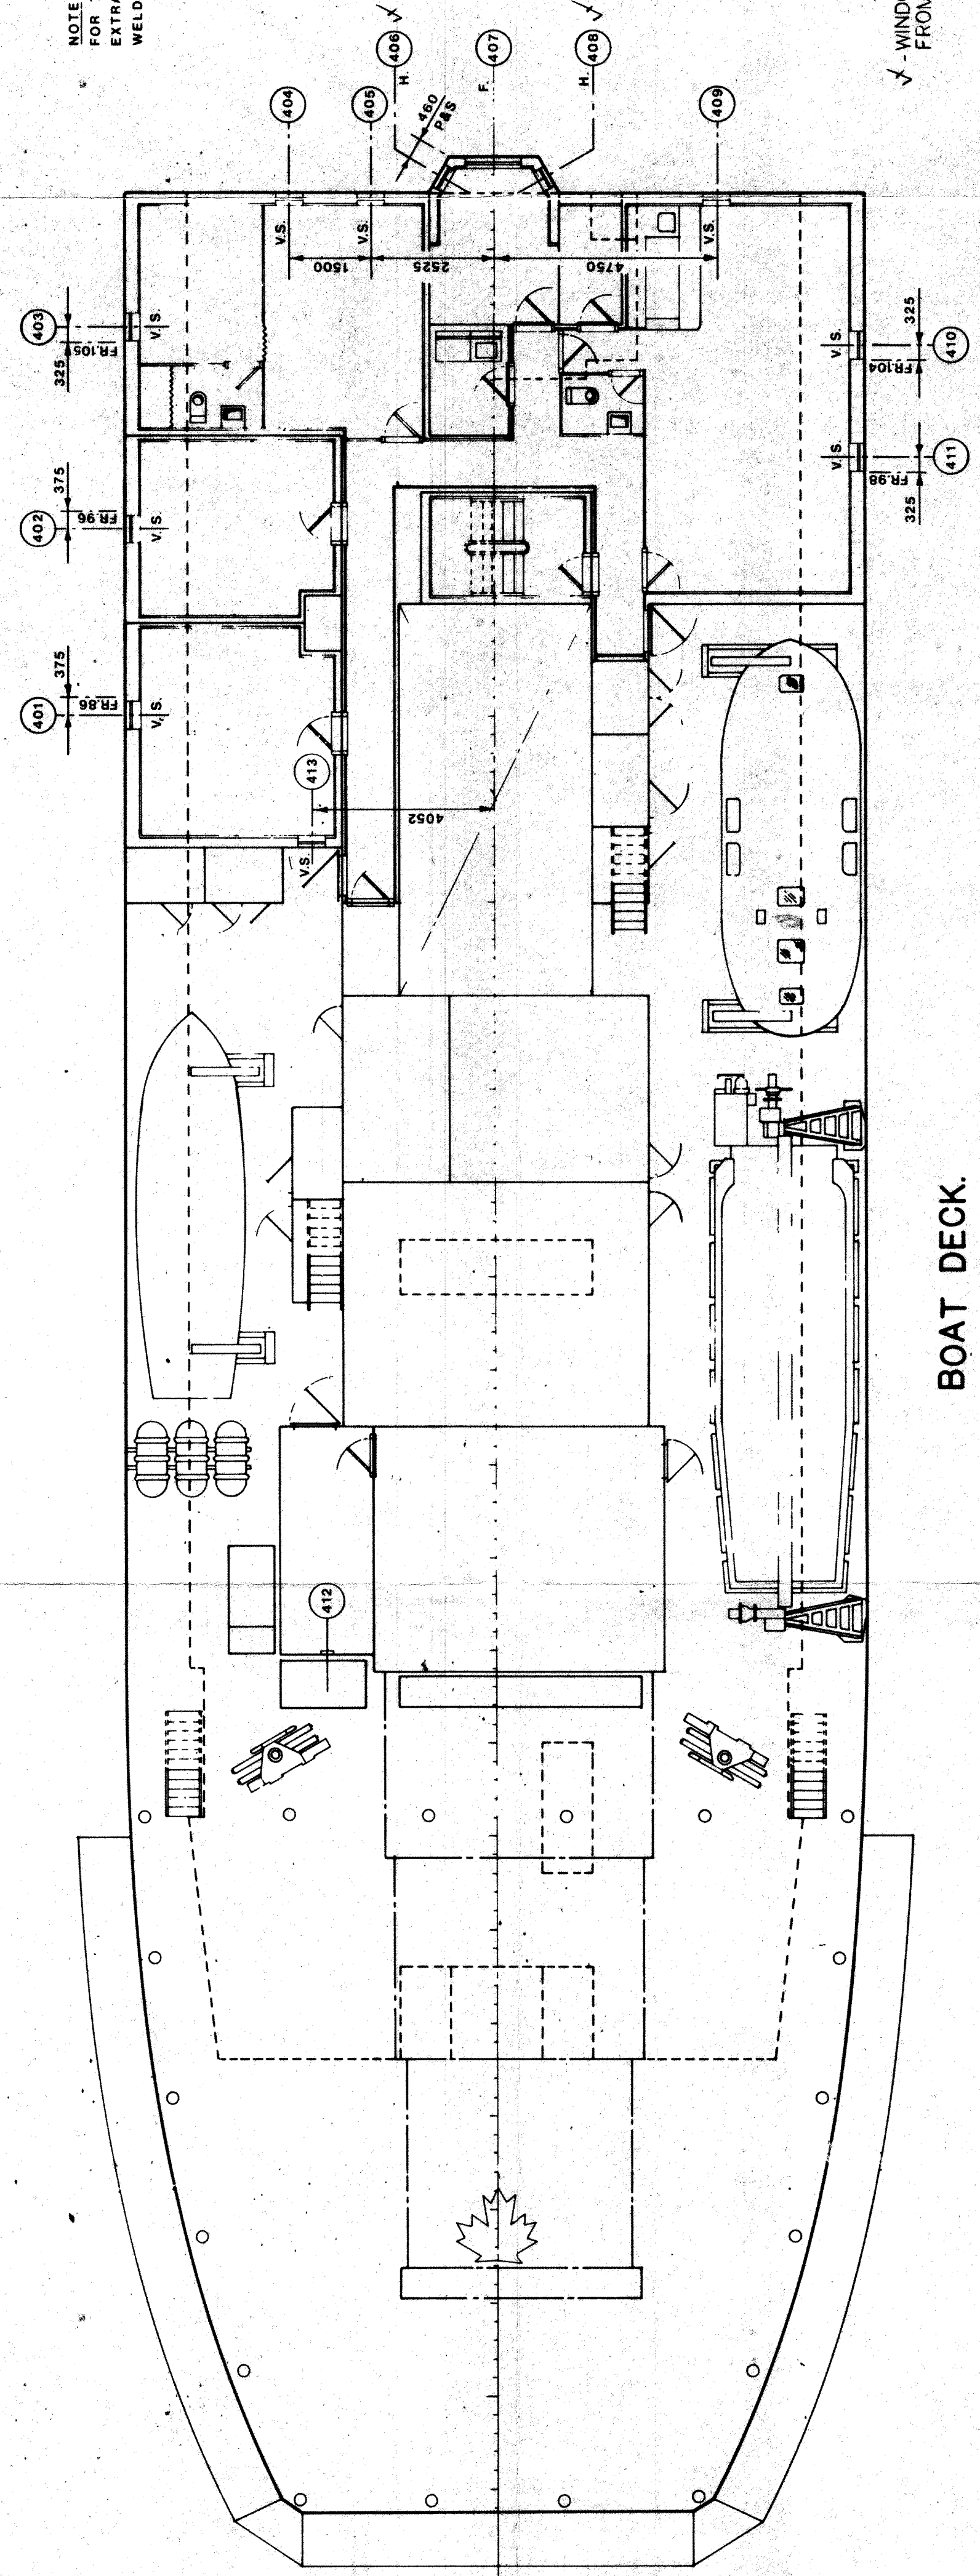 NOTE
FOR
EXTRA
WELD
401
375
FR.86
V.S.
402
375
FR.96
V.S.
403
325
FR.105
V.S.
404
V.S.
405
V.S.
406
H.
460
P&S
407
F.
408
H.
409
V.S.
1500
2525
4750
410
325
FR.104
V.S.
411
325
FR.98
V.S.
413
V.S.
4052
412
- WIND
FROM
BOAT DECK.